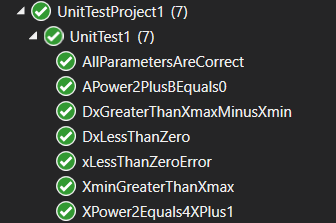 UnitTestProject1 (7)
UnitTest1 (7)
AllParametersAreCorrect
APower2PlusBEquals0
DxGreaterThanXmaxMinusXmin
DxLessThanZero
xLessThanZeroError
XminGreaterThanXmax
XPower2Equals4XPlus1